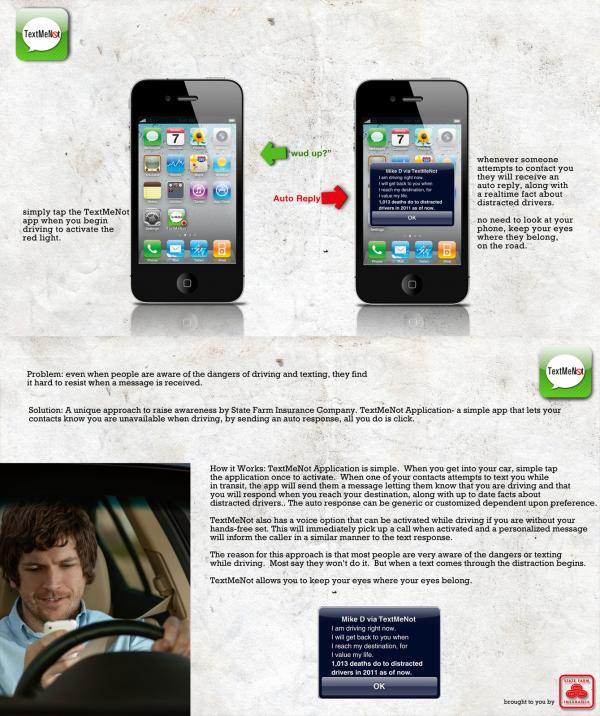 TextMeNot
"wud up?"
Auto Reply
simply tap the TextMeNot
app when you begin
driving to activate the
red light.
Mike D via TextMeNot
I am driving right now.
I will get back to you when
I reach my destination, for
I value my life.
1,013 deaths do to distracted
drivers in 2011 as of now.
OK
whenever someone
attempts to contact you
they will receive an
auto reply, along with
a realtime fact about
distracted drivers.
no need to look at your
phone, keep your eyes
where they belong,
on the road.
Problem: even when people are aware of the dangers of driving and texting, they find
it hard to resist when a message is received.
TextMeNot
Solution: A unique approach to raise awareness by State Farm Insurance Company. TextMeNot Application- a simple app that lets your
contacts know you are unavailable when driving, by sending an auto response, all you do is click.
How it Works: TextMeNot Application is simple. When you get into your car, simple tap
the application once to activate. When one of your contacts attempts to text you while
in transit, the app will send them a message letting them know that you are driving and that
you will respond when you reach your destination, along with up to date facts about
distracted drivers.. The auto response can be generic or customized dependent upon preference.
TextMeNot also has a voice option that can be activated while driving if you are without your
hands-free set. This will immediately pick up a call when activated and a personalized message
will inform the caller in a similar manner to the text response.
The reason for this approach is that most people are very aware of the dangers or texting
while driving. Most say they won't do it. But when a text comes through the distraction begins.
TextMeNot allows you to keep your eyes where your eyes belong.
Mike D via TextMeNot
I am driving right now.
I will get back to you when
I reach my destination, for
I value my life.
1,013 deaths do to distracted
drivers in 2011 as of now.
OK
brought to you by
STATE FARM
INSURANCE